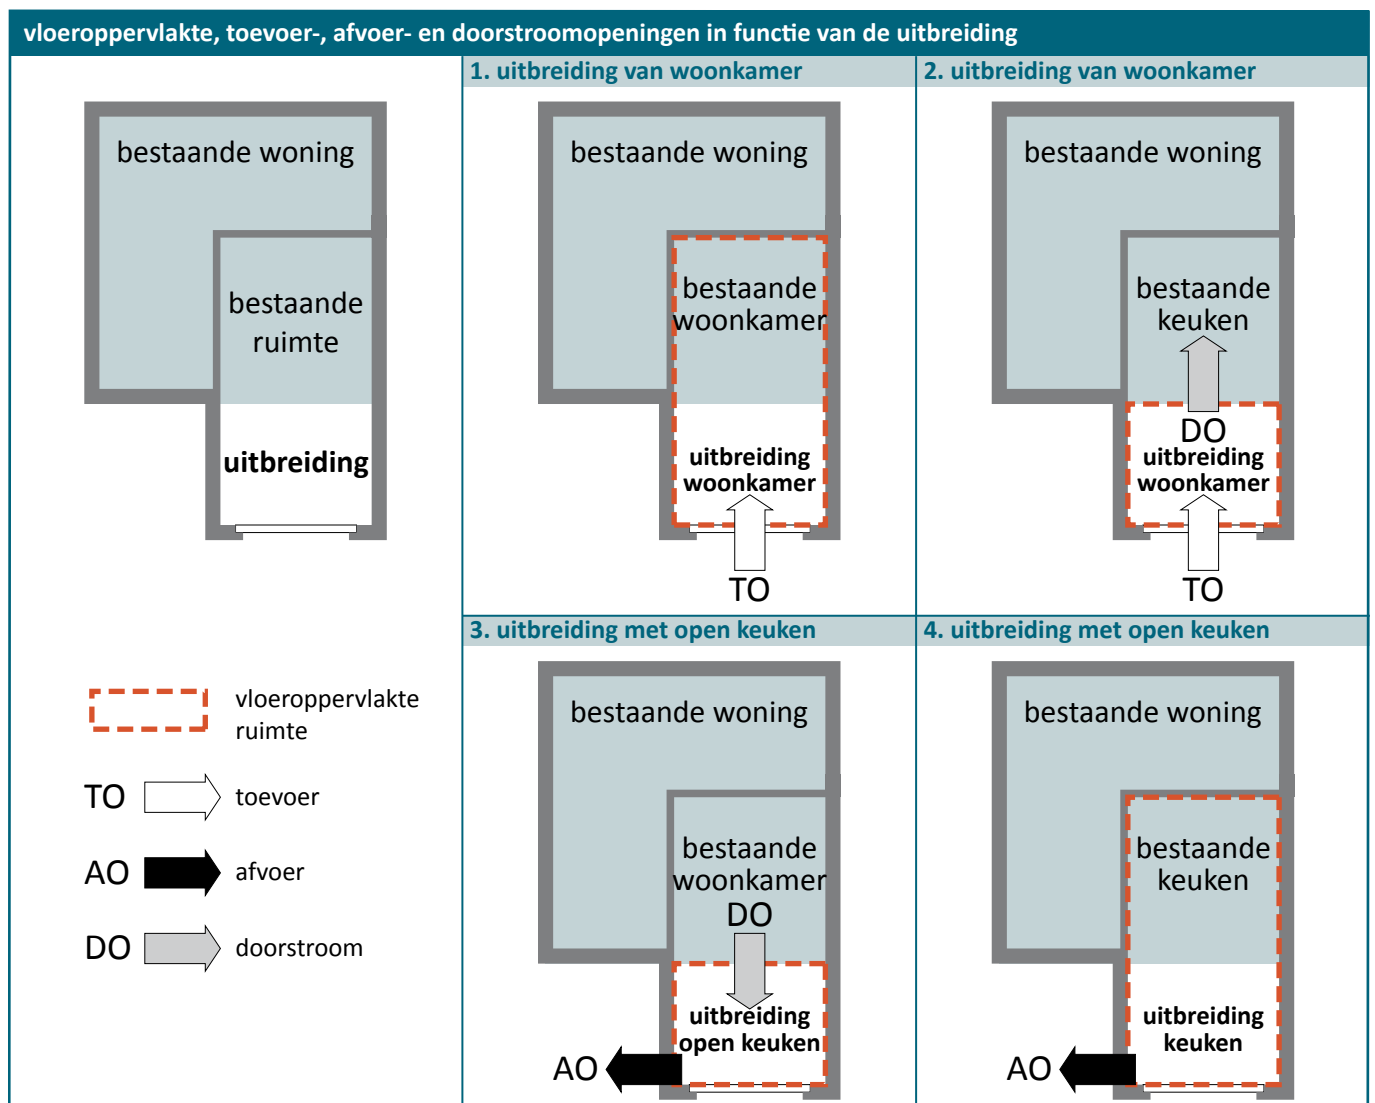 vloeroppervlakte, toevoer-, afvoer- en doorstroomopeningen in functie van de uitbreiding
bestaande woning
bestaande
ruimte
uitbreiding
1. uitbreiding van woonkamer
bestaande woning
bestaande
woonkamer
uitbreiding
woonkamer
TO
2. uitbreiding van woonkamer
bestaande woning
bestaande
keuken
DO
uitbreiding
woonkamer
TO
vloeroppervlakte
ruimte
TO toevoer
AO afvoer
DO doorstroom
3. uitbreiding met open keuken
bestaande woning
bestaande
woonkamer
DO
uitbreiding
open keuken
AO
4. uitbreiding met open keuken
bestaande woning
bestaande
keuken
uitbreiding
keuken
AO